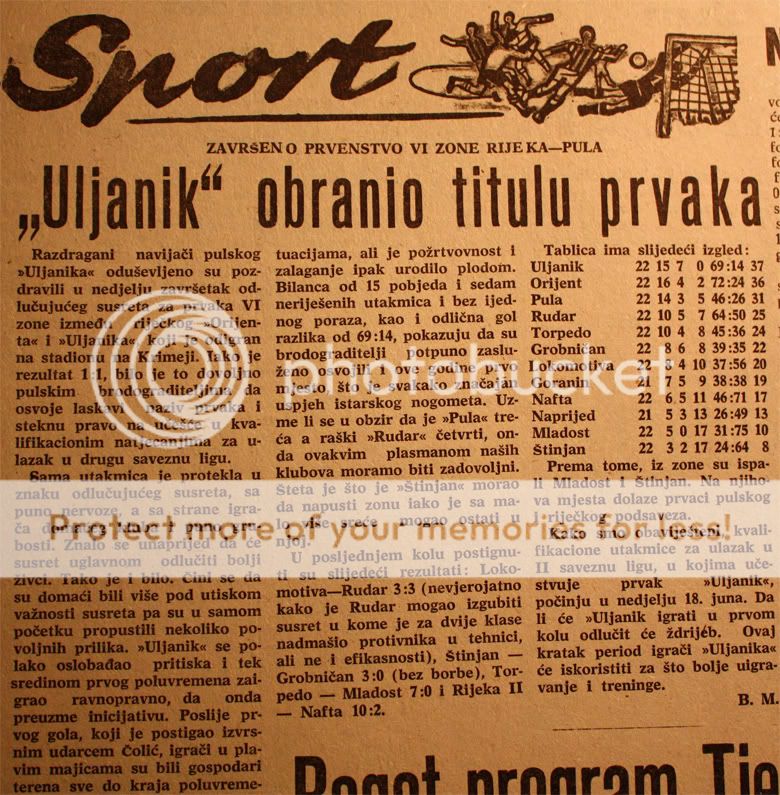 Sport
ZAVRŠENO PRVENSTVO VI ZONE RIJEKA—PULA
„Uljanik“ obranio titulu prvaka
Razdragani navijači pulskog
»Uljanika« oduševljeno su poz-
dravili u nedjelju završetak od-
lučujućeg susreta za prvaka VI
zone između riječkog »Orijen-
ta« i »Uljanika«, koji je odigran
na stadionu na Krimeji. Iako je
rezultat 1:1, bilo je to dovoljno
pulskim brodograditeljima da
osvoje laskavi naziv prvaka i
steknu pravo na učešće u kva-
lifikacionim natjecanjima za u-
lazak u drugu saveznu ligu.
Sama utakmica je protekla u
znaku odlučujućeg susreta, sa
puno nervoze, a sa strane igra-
bosti. Znalo se unaprijed da će
susret uglavnom odlučiti bolji
živci. Tako je i bilo. Čini se da
su domaći bili više pod utiskom
važnosti susreta pa su u samom
početku propustili nekoliko po-
voljnih prilika. »Uljanik« se po-
lako oslobađao pritiska i tek
sredinom prvog poluvremena zai-
grao ravnopravno, da onda
preuzme inicijativu. Poslije pr-
vog gola, koji je postigao izvrs-
nim udarcem Čolić, igrači u pla-
vim majicama su bili gospodari
terena sve do kraja poluvreme-
tuacijama, ali je požrtvovnost i
zalaganje ipak urodilo plodom.
Bilanca od 15 pobjeda i sedam
neriješenih utakmica i bez ijed-
nog poraza, kao i odlična gol
razlika od 69:14, pokazuju da su
brodograditelji potpuno zaslu-
ženo osvojili i ove godine prvo
mjesto, što je svakako značajan
uspjeh istarskog nogometa. Uz-
me li se u obzir da je »Pula« tre-
ća a raški »Rudar« četvrti, on-
da ovakvim plasmanom naših
klubova moramo biti zadovoljni.
Šteta je što je »Štinjan« morao
da napusti zonu iako je sa ma-
više sreće mogao ostati u
njoj.
U posljednjem kolu postignu-
ti su slijedeći rezultati: Loko-
motiva—Rudar 3:3 (nevjerojatno
kako je Rudar mogao izgubiti
susret u kome je za dvije klase
nadmašio protivnika u tehnici,
ali ne i efikasnosti), Štinjan —
Grobničan 3:0 (bez borbe), Tor-
pedo — Mladost 7:0 i Rijeka II
— Nafta 10:2.
Tablica ima slijedeći izgled:
Uljanik 22 15 7 0 69:14 37
Orijent 22 16 4 2 72:24 36
Pula 22 14 3 5 46:26 31
Rudar 22 10 5 7 64:50 25
Torpedo 22 10 4 8 45:36 24
Grobničan 22 8 6 8 39:35 22
Lokomotiva 22 8 4 10 37:56 20
Goranin 21 7 5 9 38:38 19
Nafta 22 6 5 11 46:71 17
Naprijed 21 5 3 13 26:49 13
Mladost 22 5 0 17 31:75 10
Štinjan 22 3 2 17 24:64 8
Prema tome, iz zone su ispa-
li Mladost i Štinjan. Na njiho-
va mjesta dolaze prvaci pulskog
i riječkog podsaveza.
Kako smo obaviješteni, kvali-
fikacione utakmice za ulazak u
II saveznu ligu, u kojima uče-
stvuje prvak »Uljanik«,
počinju u nedjelju 18. juna. Da
li će »Uljanik igrati u prvom
kolu odlučit će ždrijeb. Ovaj
kratak period igrači »Uljanika«
će iskoristiti za što bolje uigra-
vanje i treninge.
B. M.
photobucket
Protect more of your memories for less!
Bogat program Tje